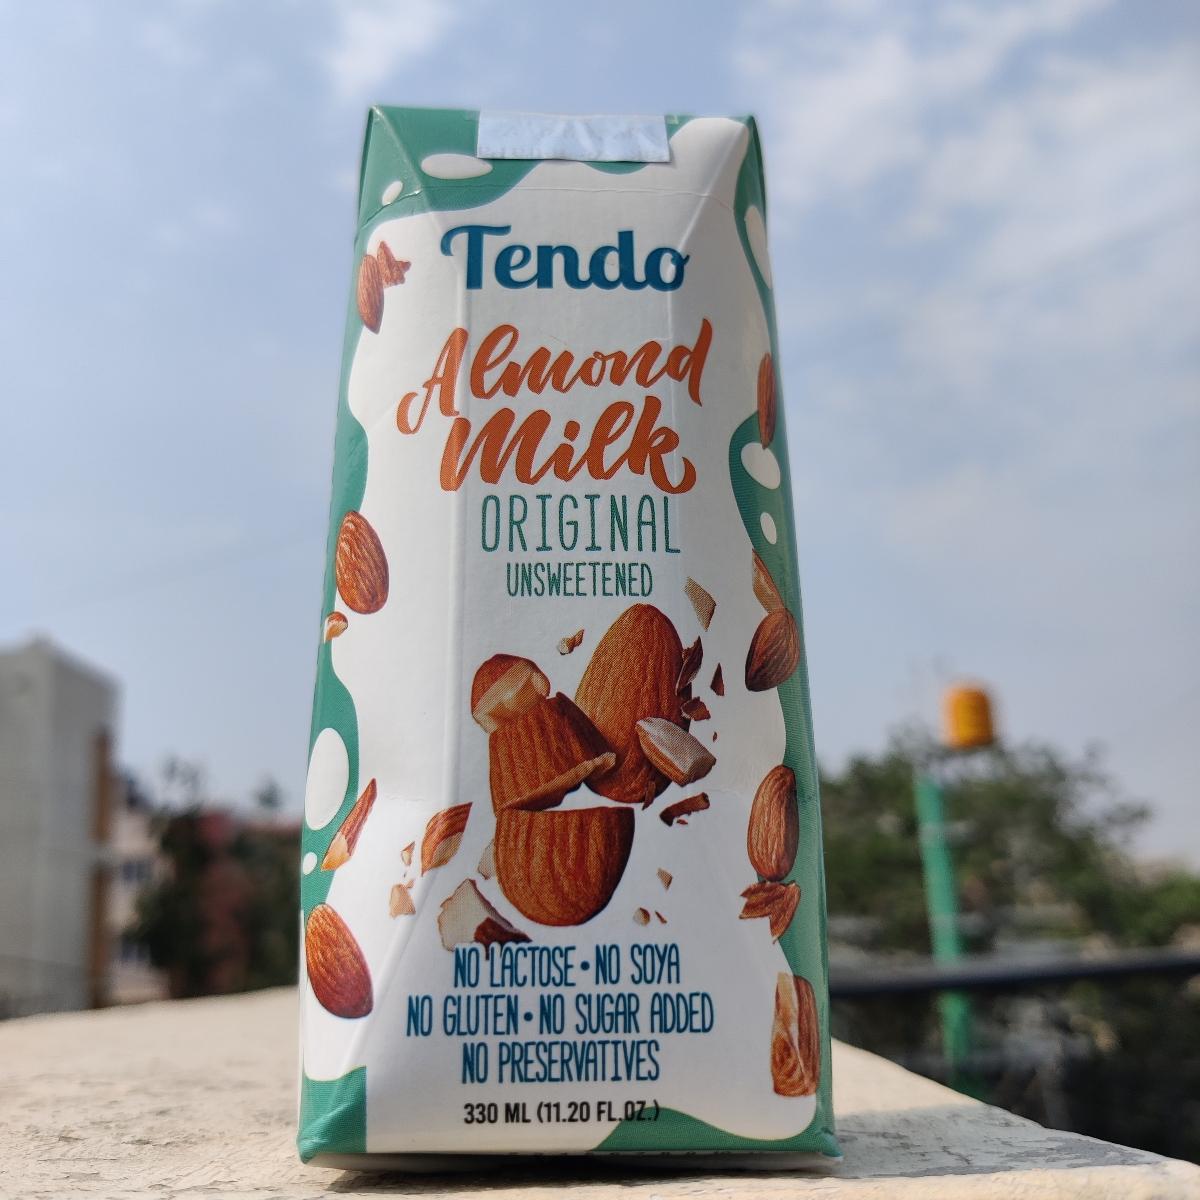 Tendo
Almond
Milk
ORIGINAL
UNSWEETENED
NO LACTOSE • NO SOYA
NO GLUTEN • NO SUGAR ADDED
NO PRESERVATIVES
330 ML (11.20 FL.OZ.)